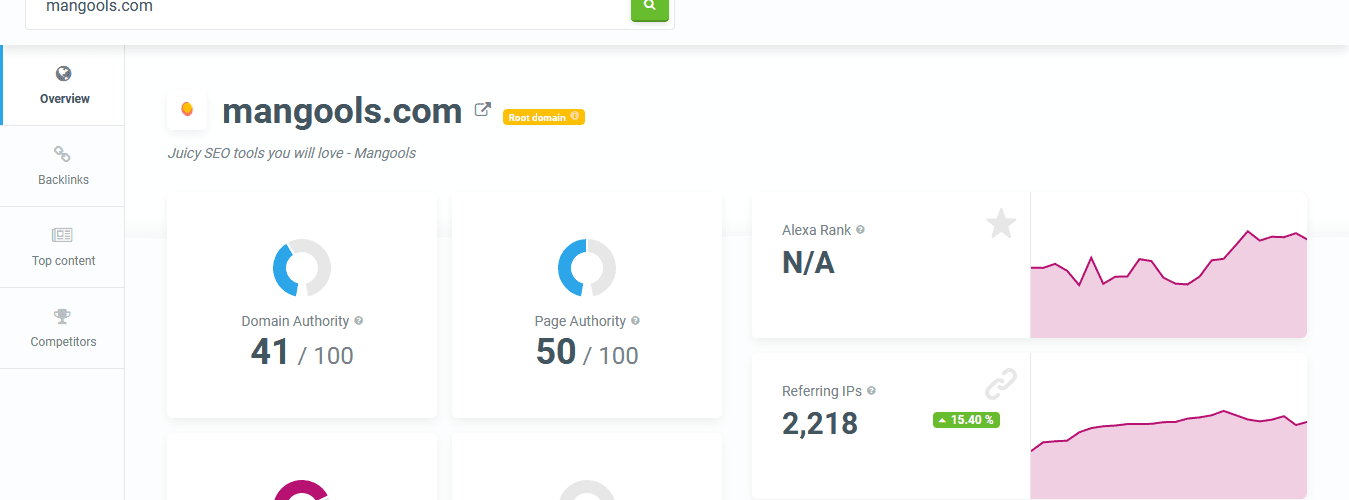 mangools.com
Overview
Backlinks
Top content
Competitors
mangools.com
Root domain
Juicy SEO tools you will love - Mangools
Domain Authority
41 / 100
Page Authority
50 / 100
Alexa Rank
N/A
Referring IPs
2,218
15.40 %